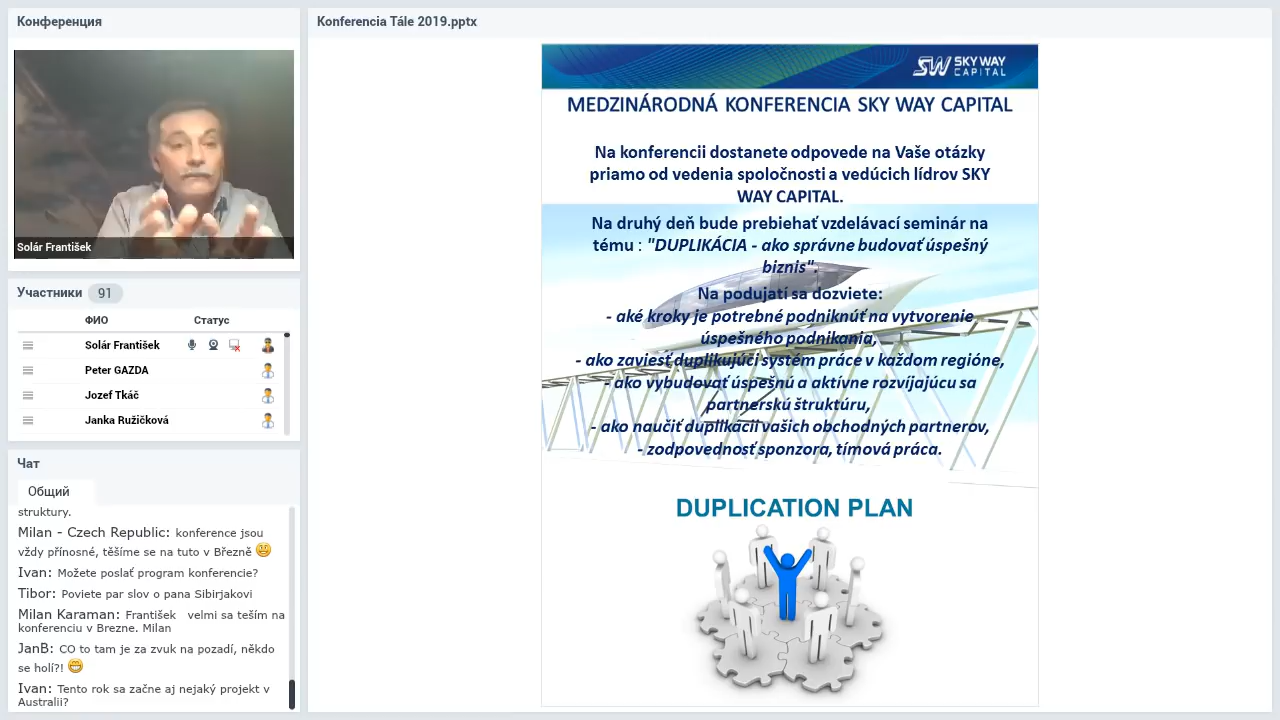 Конференция
Solár František
Участники 91
ФИО Статус
Solár František
Peter GAZDA
Jozef Tkáč
Janka Ružičková
Чат
Общий
struktury.
Milan - Czech Republic: konference jsou
vždy přínosné, těšíme se na tuto v Březně
Ivan: Možete poslať program konferencie?
Tibor: Poviete par slov o pana Sibirjakovi
Milan Karaman: František velmi sa teším na
konferenciu v Brezne. Milan
JanB: CO to tam je za zvuk na pozadí, někdo
se holí?!
Ivan: Tento rok sa začne aj nejaký projekt v
Australii?
Konferencia Tále 2019.pptx
SW SKY WAY
CAPITAL
MEDZINÁRODNÁ KONFERENCIA SKY WAY CAPITAL
Na konferencii dostanete odpovede na Vaše otázky
priamo od vedenia spoločnosti a vedúcich lídrov SKY
WAY CAPITAL.
Na druhý deň bude prebiehať vzdelávací seminár na
tému : "DUPLIKÁCIA - ako správne budovať úspešný
biznis".
Na podujatí sa dozviete:
- aké kroky je potrebné podniknúť na vytvorenie
úspešného podnikania,
- ako zaviesť duplikujúci systém práce v každom regióne,
- ako vybudovať úspešnú a aktívne rozvíjajúcu sa
partnerskú štruktúru,
- ako naučiť duplikácii vašich obchodných partnerov,
- zodpovednosť sponzora, tímová práca.
DUPLICATION PLAN